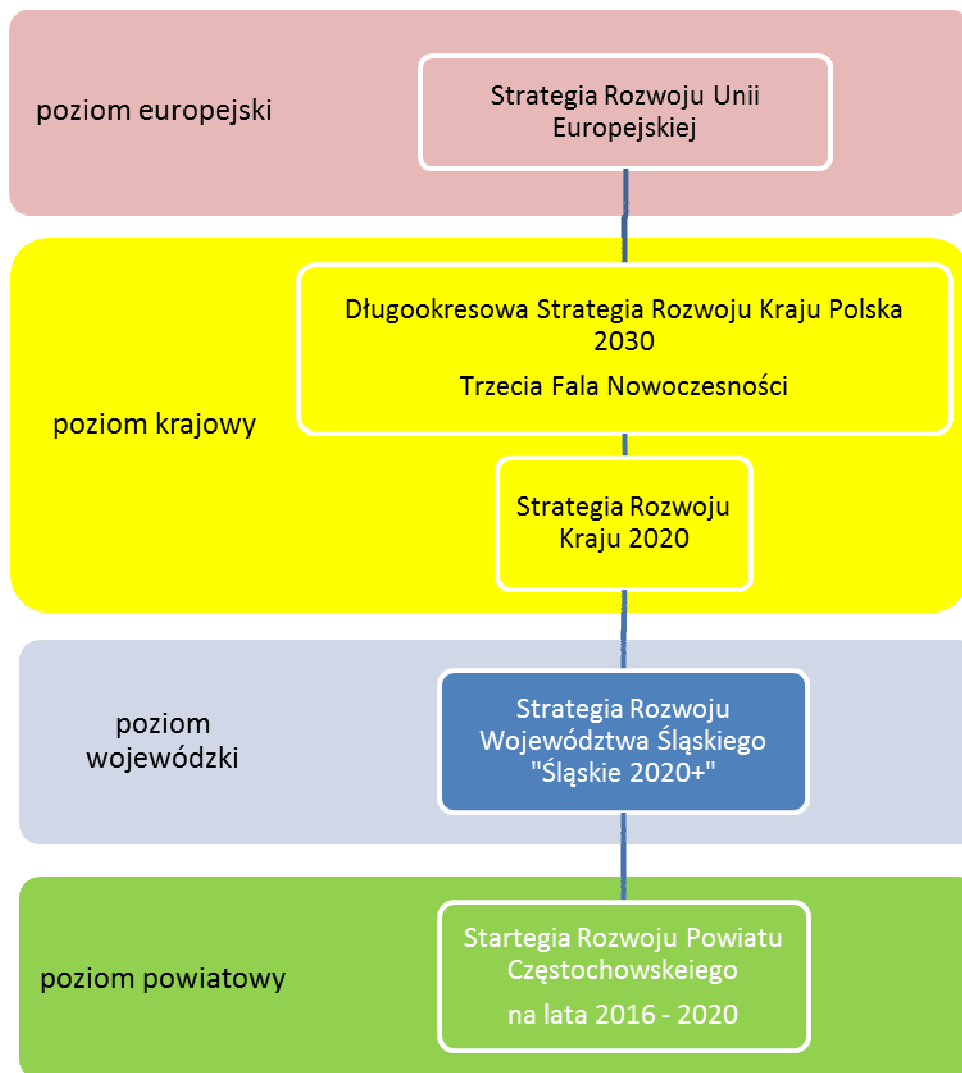 poziom europejski
Strategia Rozwoju Unii
Europejskiej
poziom krajowy
Długookresowa Strategia Rozwoju Kraju Polska
2030
Trzecia Fala Nowoczesności
Strategia Rozwoju
Kraju 2020
poziom
wojewódzki
Strategia Rozwoju
Województwa Śląskiego
"Śląskie 2020+"
poziom powiatowy
Startegia Rozwoju Powiatu
Częstochowskeiego
na lata 2016 - 2020